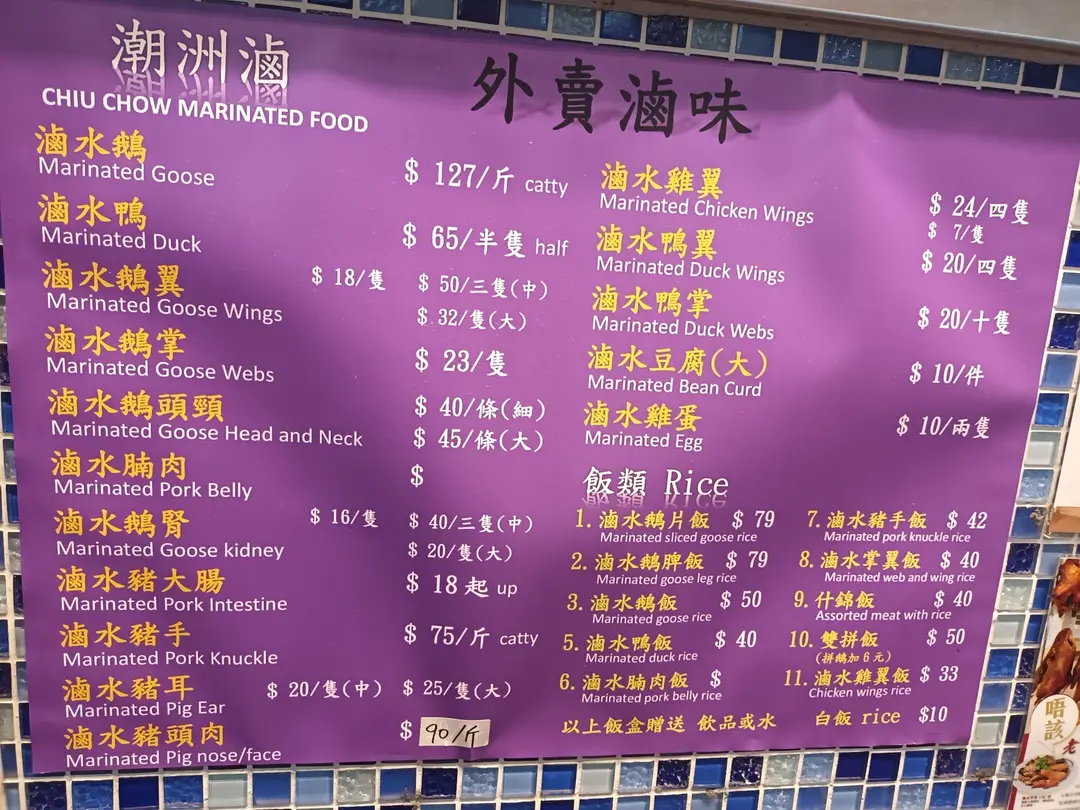 潮洲滷
CHIU CHOW MARINATED FOOD
外賣滷味
滷水鵝
Marinated Goose
$ 127/斤 catty
滷水鴨
Marinated Duck
$ 65/半隻 half
滷水鵝翼
Marinated Goose Wings
$ 18/隻 $ 50/三隻(中)
$ 32/隻(大)
滷水鵝掌
Marinated Goose Webs
$ 23/隻
滷水鵝頭頸
Marinated Goose Head and Neck
$ 40/條(細)
$ 45/條(大)
滷水腩肉
Marinated Pork Belly
$
滷水鵝腎
Marinated Goose kidney
$ 16/隻 $ 40/三隻(中)
$ 20/隻(大)
滷水豬大腸
Marinated Pork Intestine
$ 18 起 up
滷水豬手
Marinated Pork Knuckle
$ 75/斤 catty
滷水豬耳
Marinated Pig Ear
$ 20/隻(中) $ 25/隻(大)
滷水豬頭肉
Marinated Pig nose/face
$ 90/斤
滷水雞翼
Marinated Chicken Wings
$ 24/四隻
$ 7/隻
滷水鴨翼
Marinated Duck Wings
$ 20/四隻
滷水鴨掌
Marinated Duck Webs
$ 20/十隻
滷水豆腐(大)
Marinated Bean Curd
$ 10/件
滷水雞蛋
Marinated Egg
$ 10/兩隻
飯類 Rice
1. 滷水鵝片飯 $ 79
Marinated sliced goose rice
2. 滷水鵝脾飯 $ 79
Marinated goose leg rice
3. 滷水鵝飯 $ 50
Marinated goose rice
5. 滷水鴨飯 $ 40
Marinated duck rice
6. 滷水腩肉飯 $
Marinated pork belly rice
7. 滷水豬手飯 $ 42
Marinated pork knuckle rice
8. 滷水掌翼飯 $ 40
Marinated web and wing rice
9. 什錦飯 $ 40
Assorted meat with rice
10. 雙拼飯 $ 50
(拼鵝加 6 元)
11. 滷水雞翼飯 $ 33
Chicken wings rice
以上飯盒贈送 飲品或水 白飯 rice $10
唔該
老